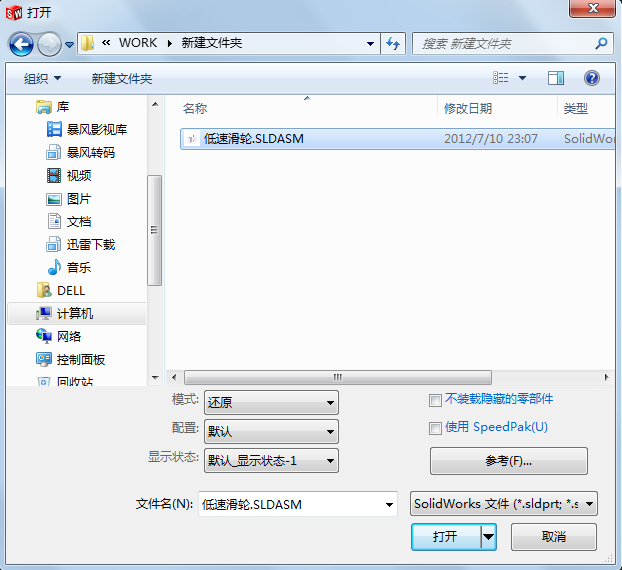 打开
« WORK ▸ 新建文件夹
搜索 新建文件夹
组织 新建文件夹
名称 修改日期 类型
低速滑轮.SLDASM 2012/7/10 23:07 SolidWor
库
暴风影视库
暴风转码
视频
图片
文档
迅雷下载
音乐
DELL
计算机
网络
控制面板
回收站
模式: 还原
不装载隐藏的零部件
配置: 默认
使用 SpeedPak(U)
显示状态: 默认_显示状态-1
参考(F)...
文件名(N): 低速滑轮.SLDASM
SolidWorks 文件 (*.sldprt; *.s
打开 取消